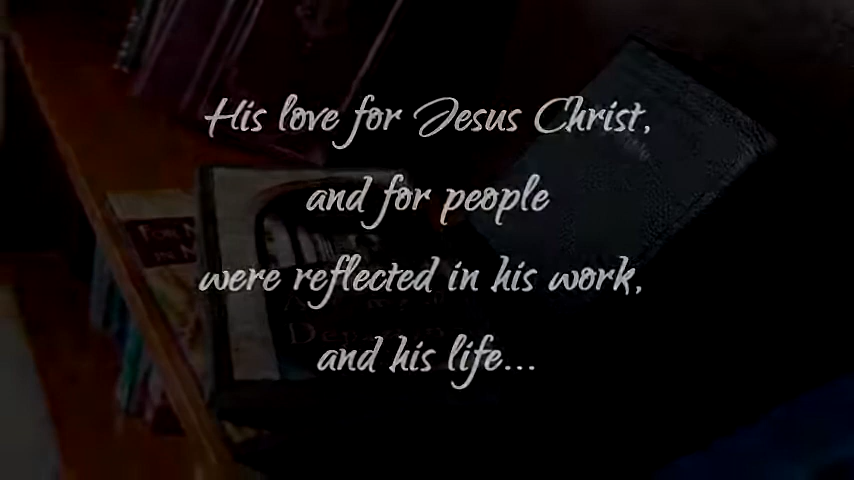 His love for Jesus Christ,
and for people
were reflected in his work,
and his life...